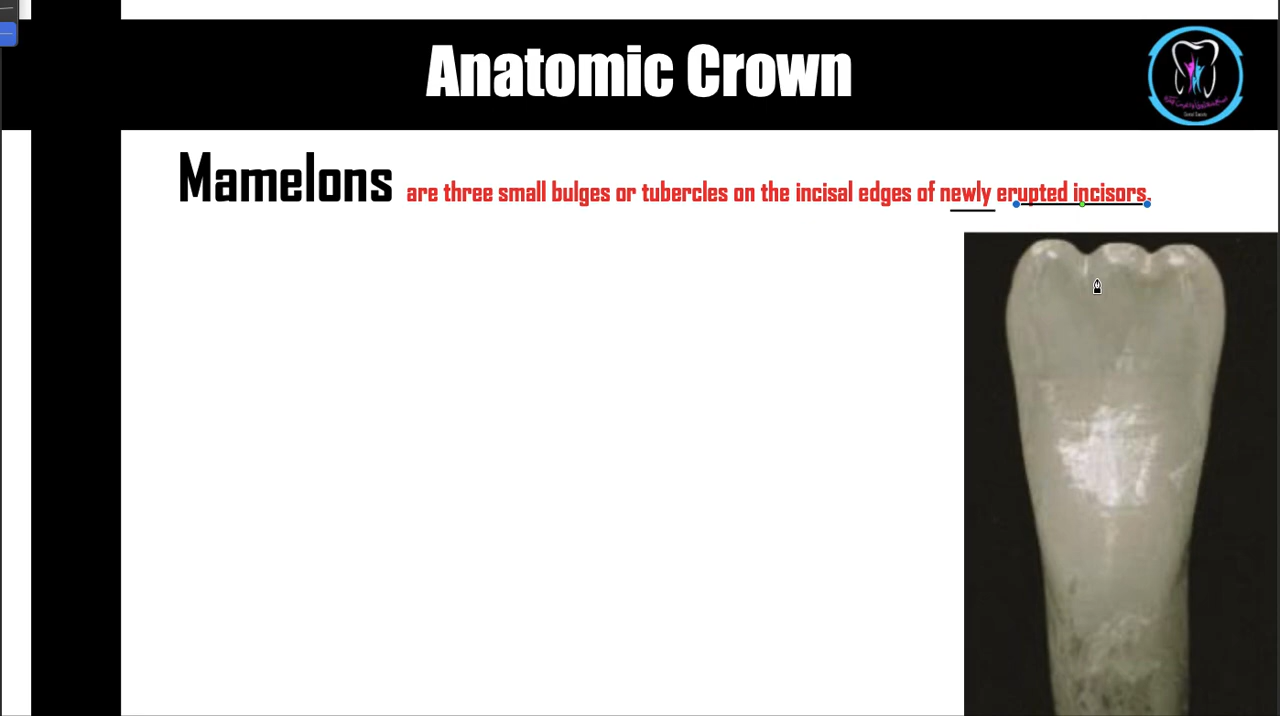 Anatomic Crown
Mamelons are three small bulges or tubercles on the incisal edges of newly erupted incisors.